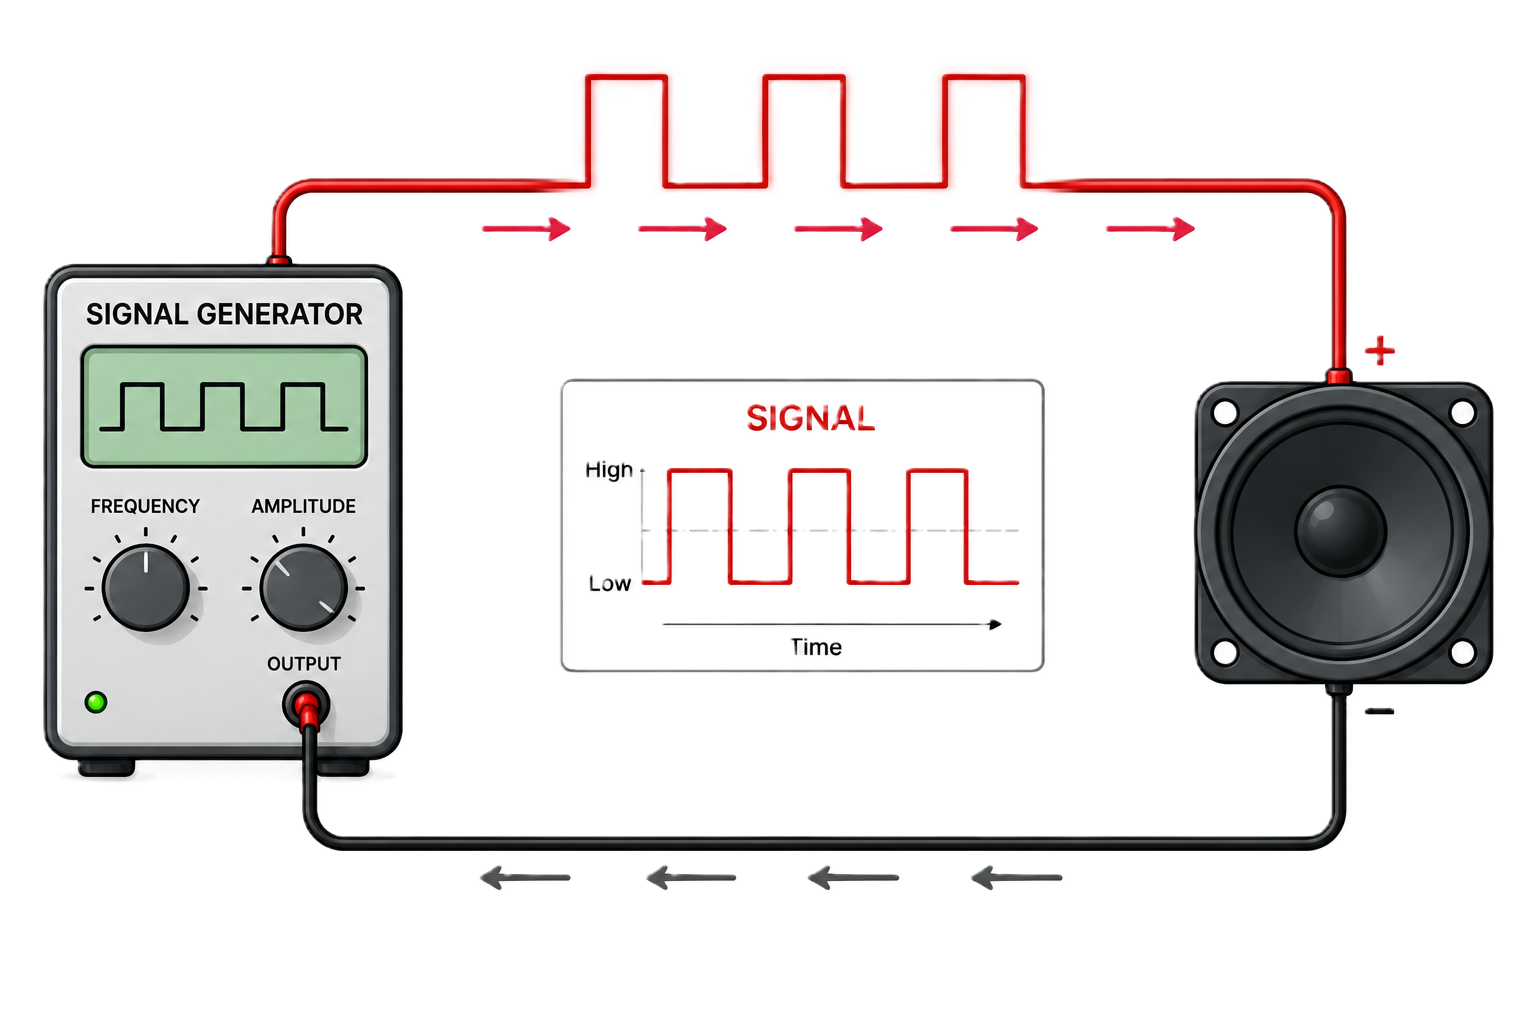 SIGNAL GENERATOR
FREQUENCY
AMPLITUDE
OUTPUT
SIGNAL
High
Low
Time
+
−